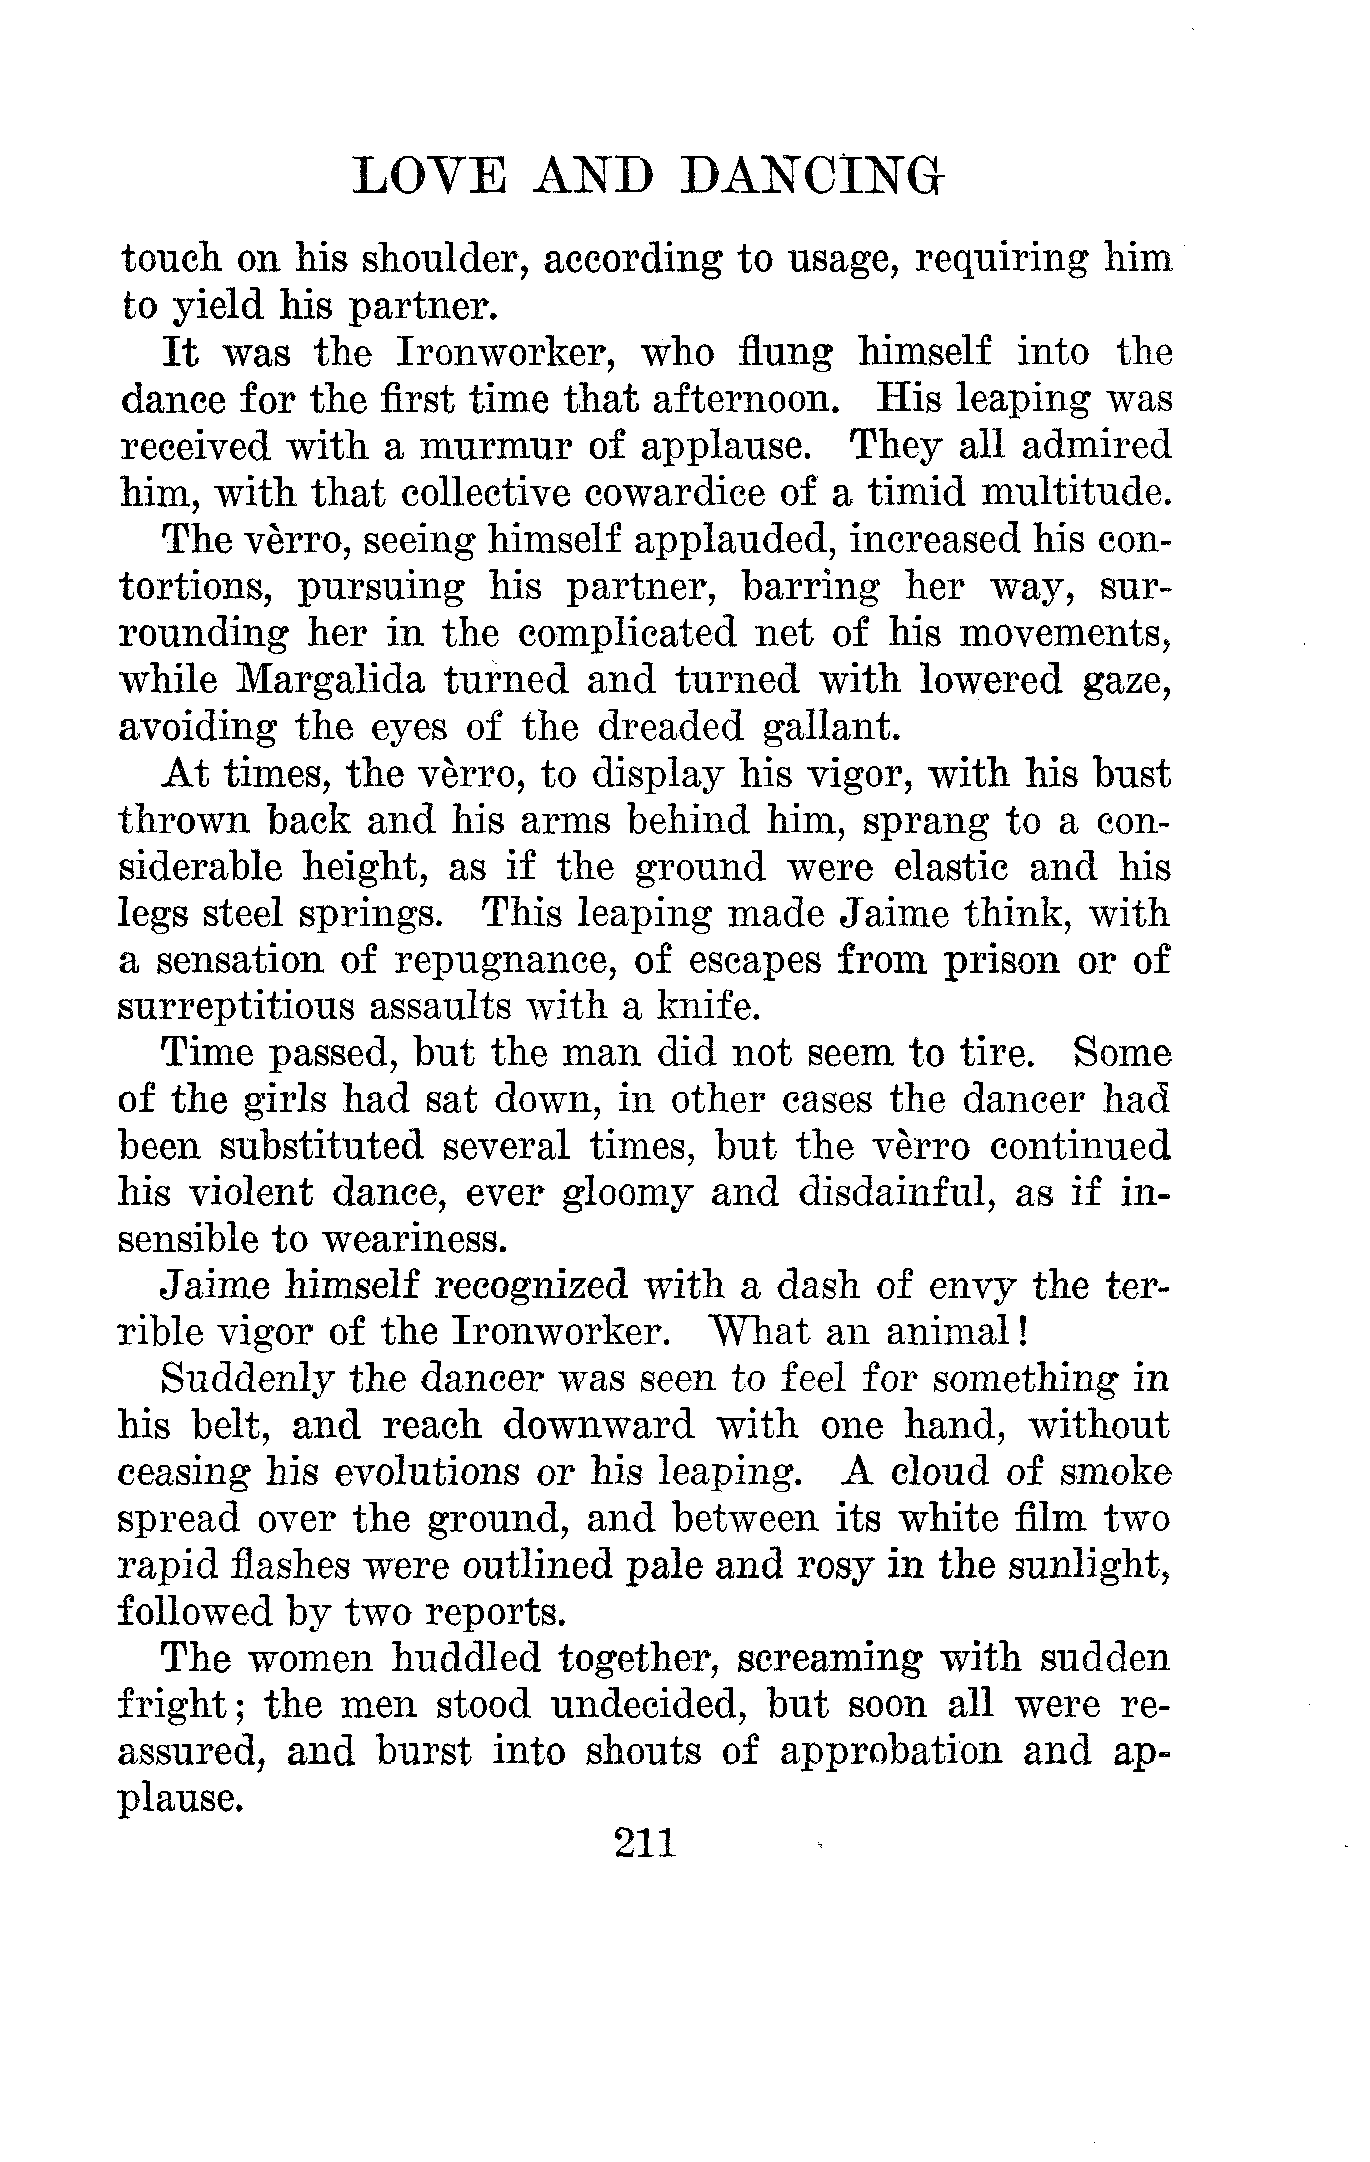 LOVE AND DANCING
touch on his shoulder, according to usage, requiring him
to yield his partner.
It was the Ironworker, who flung himself into the
dance for the first time that afternoon. His leaping was
received with a murmur of applause. They all admired
him, with that collective cowardice of a timid multitude.
The vèrro, seeing himself applauded, increased his con-
tortions, pursuing his partner, barring her way, sur-
rounding her in the complicated net of his movements,
while Margalida turned and turned with lowered gaze,
avoiding the eyes of the dreaded gallant.
At times, the vèrro, to display his vigor, with his bust
thrown back and his arms behind him, sprang to a con-
siderable height, as if the ground were elastic and his
legs steel springs. This leaping made Jaime think, with
a sensation of repugnance, of escapes from prison or of
surreptitious assaults with a knife.
Time passed, but the man did not seem to tire. Some
of the girls had sat down, in other cases the dancer had
been substituted several times, but the vèrro continued
his violent dance, ever gloomy and disdainful, as if in-
sensible to weariness.
Jaime himself recognized with a dash of envy the ter-
rible vigor of the Ironworker. What an animal!
Suddenly the dancer was seen to feel for something in
his belt, and reach downward with one hand, without
ceasing his evolutions or his leaping. A cloud of smoke
spread over the ground, and between its white film two
rapid flashes were outlined pale and rosy in the sunlight,
followed by two reports.
The women huddled together, screaming with sudden
fright; the men stood undecided, but soon all were re-
assured, and burst into shouts of approbation and ap-
plause.
211